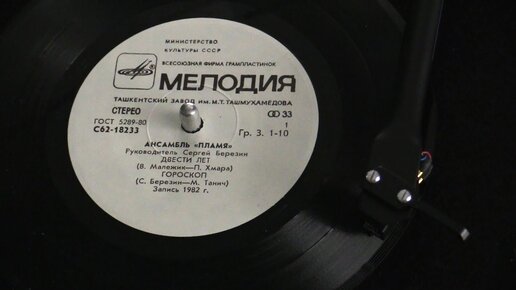 МИНИСТЕРСТВО
КУЛЬТУРЫ СССР
ВСЕСОЮЗНАЯ ФИРМА ГРАМПЛАСТИНОК
МЕЛОДИЯ
ТАШКЕНТСКИЙ ЗАВОД ИМ. М.Т. ТАШМУХАМЕДОВА
СТЕРЕО 33
ГОСТ 5289-80 1
С62-18233 Гр. 3. 1-10
АНСАМБЛЬ «ПЛАМЯ»
Руководитель Сергей Березин
ДВЕСТИ ЛЕТ
(В. Малежик—П. Хмара)
ГОРОСКОП
(С. Березин—М. Танич)
Запись 1982 г.